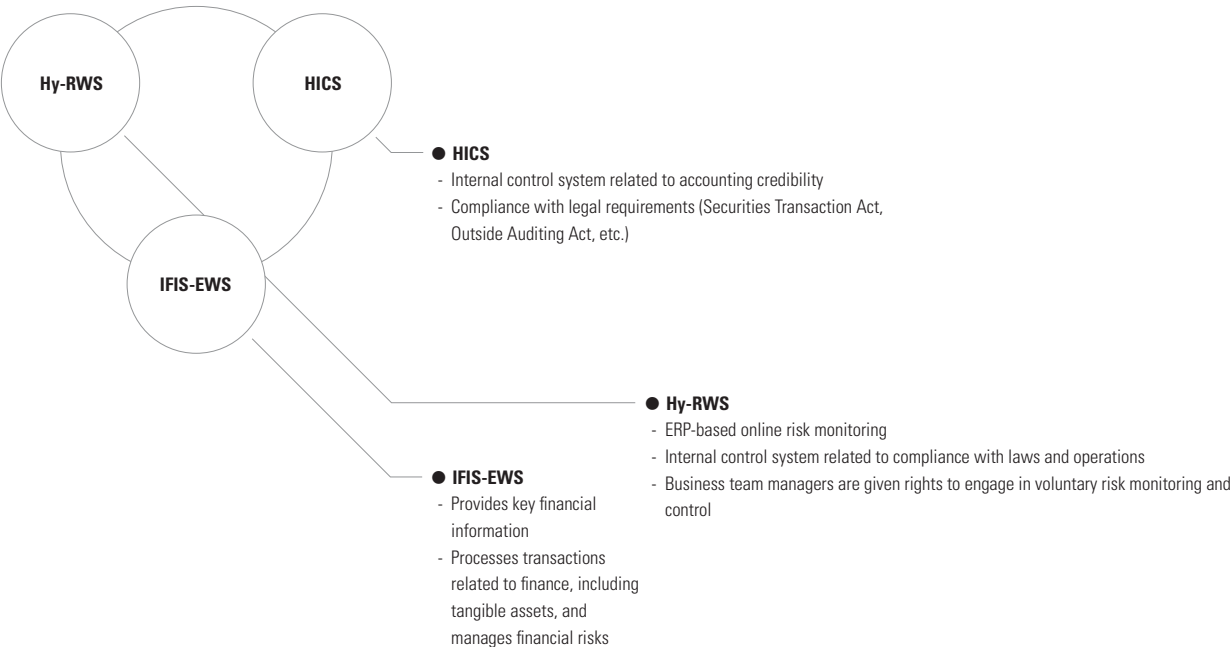 Hy-RWS
HICS
IFIS-EWS
● HICS
- Internal control system related to accounting credibility
- Compliance with legal requirements (Securities Transaction Act,
Outside Auditing Act, etc.)
● Hy-RWS
- ERP-based online risk monitoring
- Internal control system related to compliance with laws and operations
- Business team managers are given rights to engage in voluntary risk monitoring and
control
● IFIS-EWS
- Provides key financial
information
- Processes transactions
related to finance, including
tangible assets, and
manages financial risks